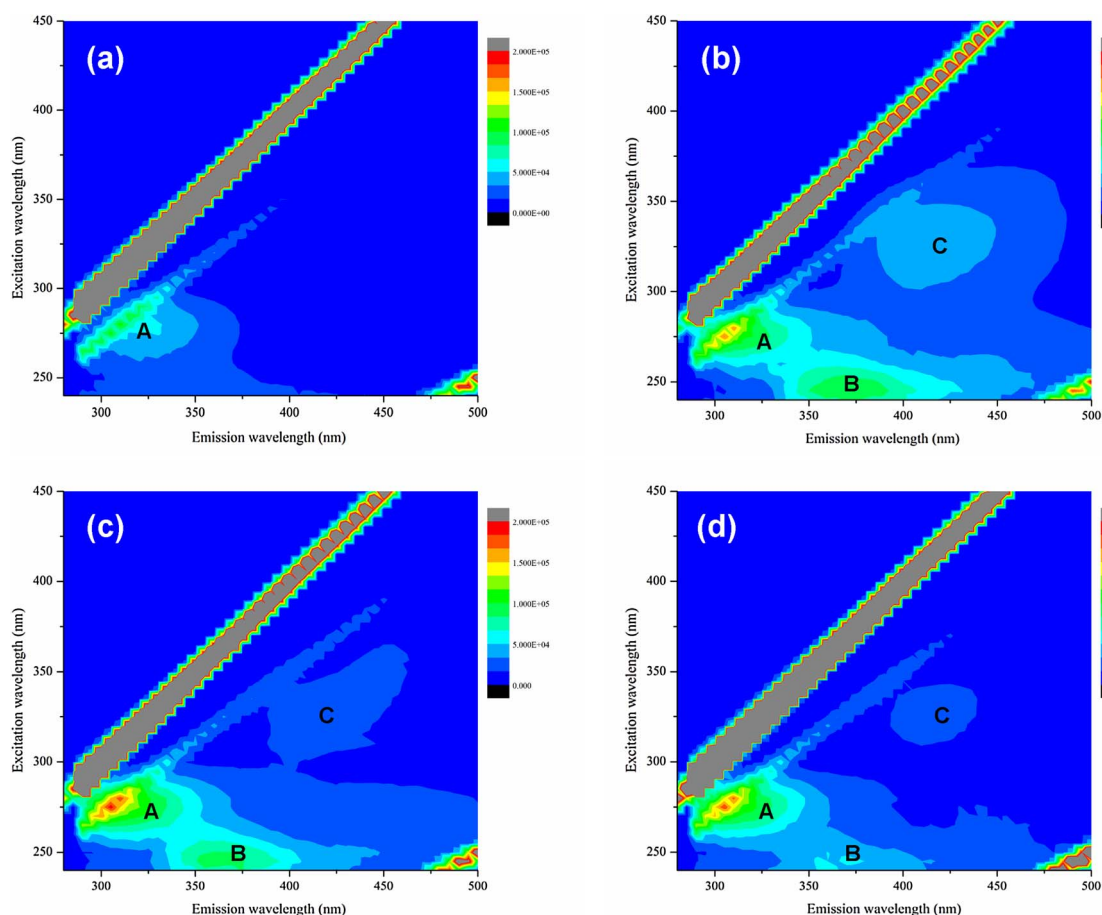 (a)
450
400
350
300
250
300
350
400
450
500
Excitation wavelength (nm)
Emission wavelength (nm)
A
2.000E+05
1.500E+05
1.000E+05
5.000E+04
0.000E+00
(b)
450
400
350
300
250
300
350
400
450
500
Excitation wavelength (nm)
Emission wavelength (nm)
C
A
B
(c)
450
400
350
300
250
300
350
400
450
500
Excitation wavelength (nm)
Emission wavelength (nm)
C
A
B
2.000E+05
1.500E+05
1.000E+05
5.000E+04
0.000
(d)
450
400
350
300
250
300
350
400
450
500
Excitation wavelength (nm)
Emission wavelength (nm)
C
A
B